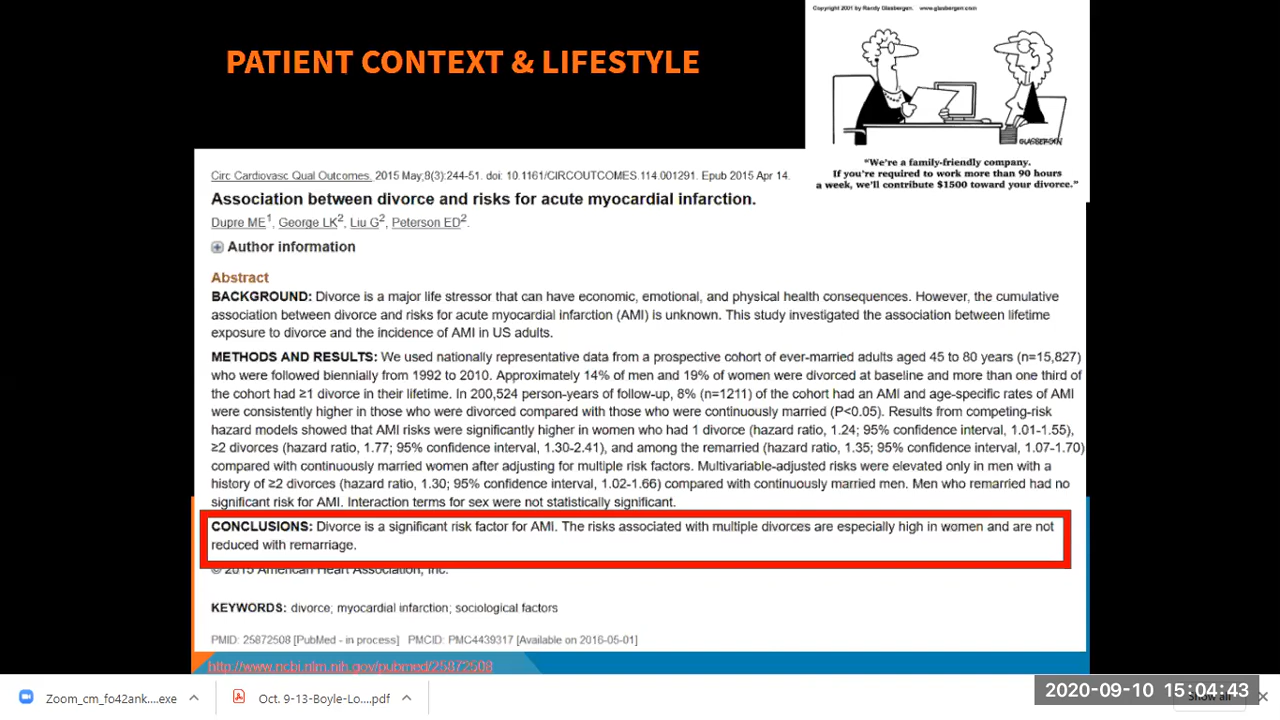 Copyright 2001 by Randy Glasbergen. www.glasbergen.com
PATIENT CONTEXT & LIFESTYLE
GLASBERGEN
"We're a family-friendly company.
If you're required to work more than 90 hours
a week, we'll contribute $1500 toward your divorce."
Circ Cardiovasc Qual Outcomes. 2015 May;8(3):244-51. doi: 10.1161/CIRCOUTCOMES.114.001291. Epub 2015 Apr 14.
Association between divorce and risks for acute myocardial infarction.
Dupre ME1, George LK2, Liu G2, Peterson ED2.
Author information
Abstract
BACKGROUND: Divorce is a major life stressor that can have economic, emotional, and physical health consequences. However, the cumulative
association between divorce and risks for acute myocardial infarction (AMI) is unknown. This study investigated the association between lifetime
exposure to divorce and the incidence of AMI in US adults.
METHODS AND RESULTS: We used nationally representative data from a prospective cohort of ever-married adults aged 45 to 80 years (n=15,827)
who were followed biennially from 1992 to 2010. Approximately 14% of men and 19% of women were divorced at baseline and more than one third of
the cohort had ≥1 divorce in their lifetime. In 200,524 person-years of follow-up, 8% (n=1211) of the cohort had an AMI and age-specific rates of AMI
were consistently higher in those who were divorced compared with those who were continuously married (P<0.05). Results from competing-risk
hazard models showed that AMI risks were significantly higher in women who had 1 divorce (hazard ratio, 1.24; 95% confidence interval, 1.01-1.55),
≥2 divorces (hazard ratio, 1.77; 95% confidence interval, 1.30-2.41), and among the remarried (hazard ratio, 1.35; 95% confidence interval, 1.07-1.70)
compared with continuously married women after adjusting for multiple risk factors. Multivariable-adjusted risks were elevated only in men with a
history of ≥2 divorces (hazard ratio, 1.30; 95% confidence interval, 1.02-1.66) compared with continuously married men. Men who remarried had no
significant risk for AMI. Interaction terms for sex were not statistically significant.
CONCLUSIONS: Divorce is a significant risk factor for AMI. The risks associated with multiple divorces are especially high in women and are not
reduced with remarriage.
© 2015 American Heart Association, Inc.
KEYWORDS: divorce; myocardial infarction; sociological factors
PMID: 25872508 [PubMed - in process] PMCID: PMC4439317 [Available on 2016-05-01]
http://www.ncbi.nlm.nih.gov/pubmed/25872508
Zoom_cm_fo42ank....exe
Oct. 9-13-Boyle-Lo....pdf
Show all
2020-09-10 15:04:43